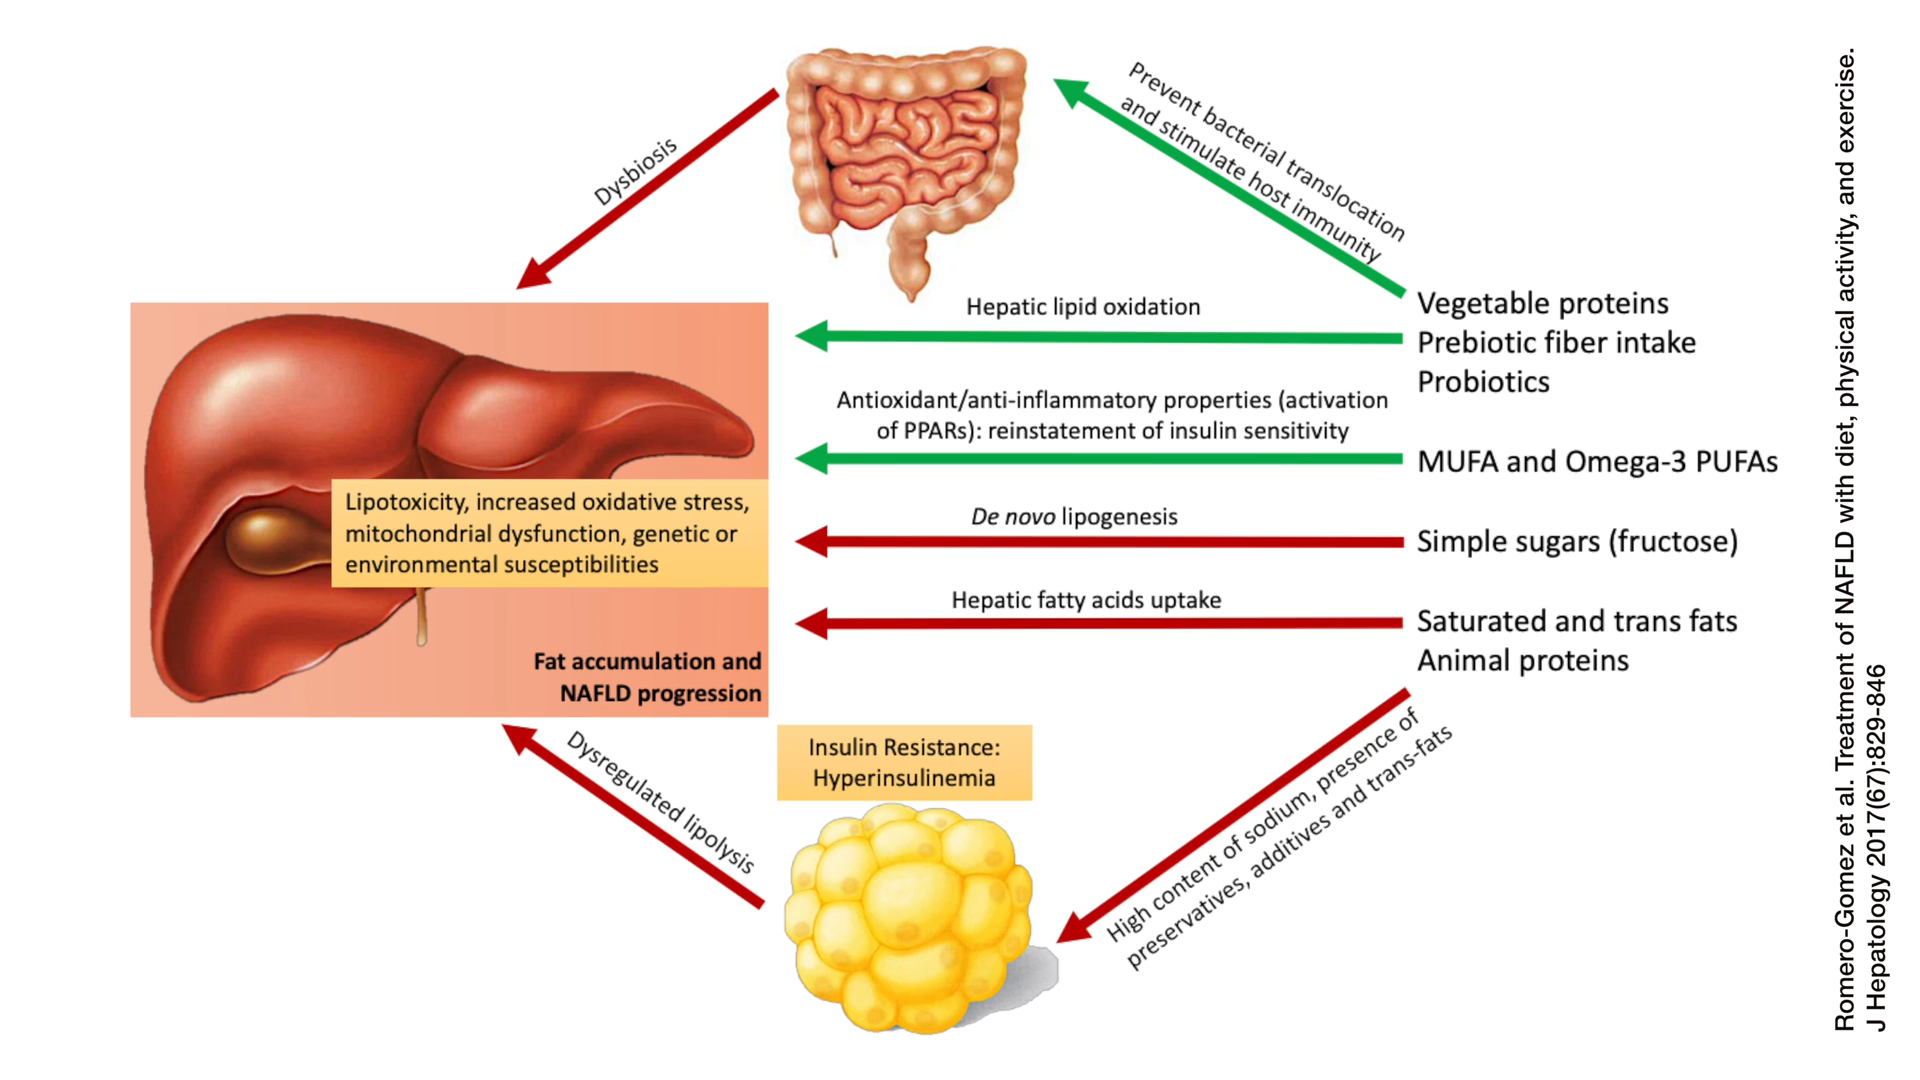 Prevent bacterial translocation
and stimulate host immunity
Dysbiosis
Hepatic lipid oxidation
Vegetable proteins
Prebiotic fiber intake
Probiotics
Antioxidant/anti-inflammatory properties (activation
of PPARs): reinstatement of insulin sensitivity
MUFA and Omega-3 PUFAs
Lipotoxicity, increased oxidative stress,
mitochondrial dysfunction, genetic or
environmental susceptibilities
De novo lipogenesis
Simple sugars (fructose)
Hepatic fatty acids uptake
Saturated and trans fats
Animal proteins
Fat accumulation and
NAFLD progression
Insulin Resistance:
Hyperinsulinemia
Dysregulated lipolysis
High content of sodium, presence of
preservatives, additives and trans-fats
Romero-Gomez et al. Treatment of NAFLD with diet, physical activity, and exercise.
J Hepatology 2017(67):829-846